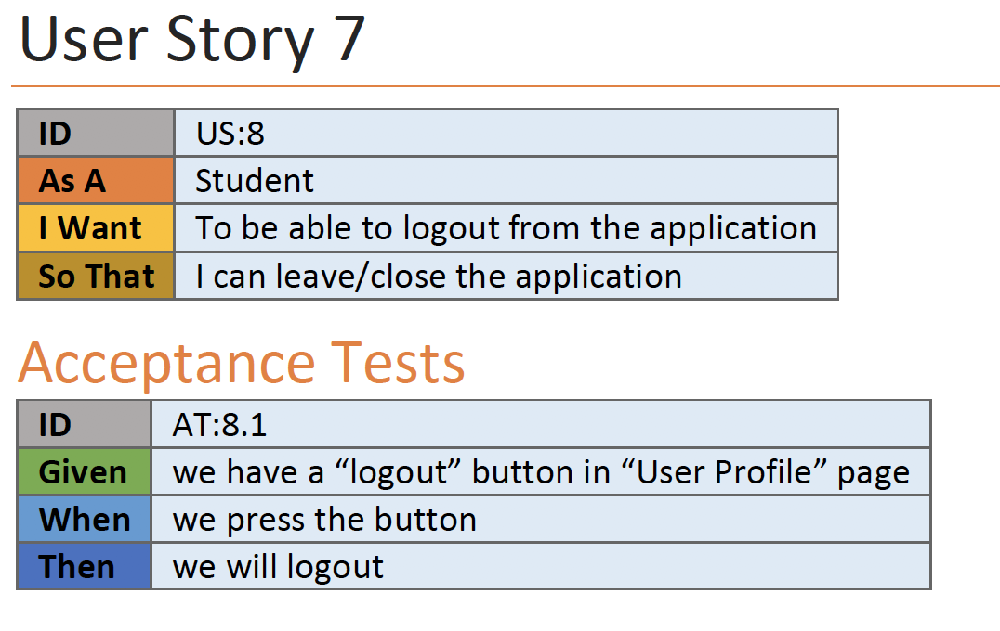 User Story 7
ID US:8
As A Student
I Want To be able to logout from the application
So That I can leave/close the application
Acceptance Tests
ID AT:8.1
Given we have a “logout” button in “User Profile” page
When we press the button
Then we will logout